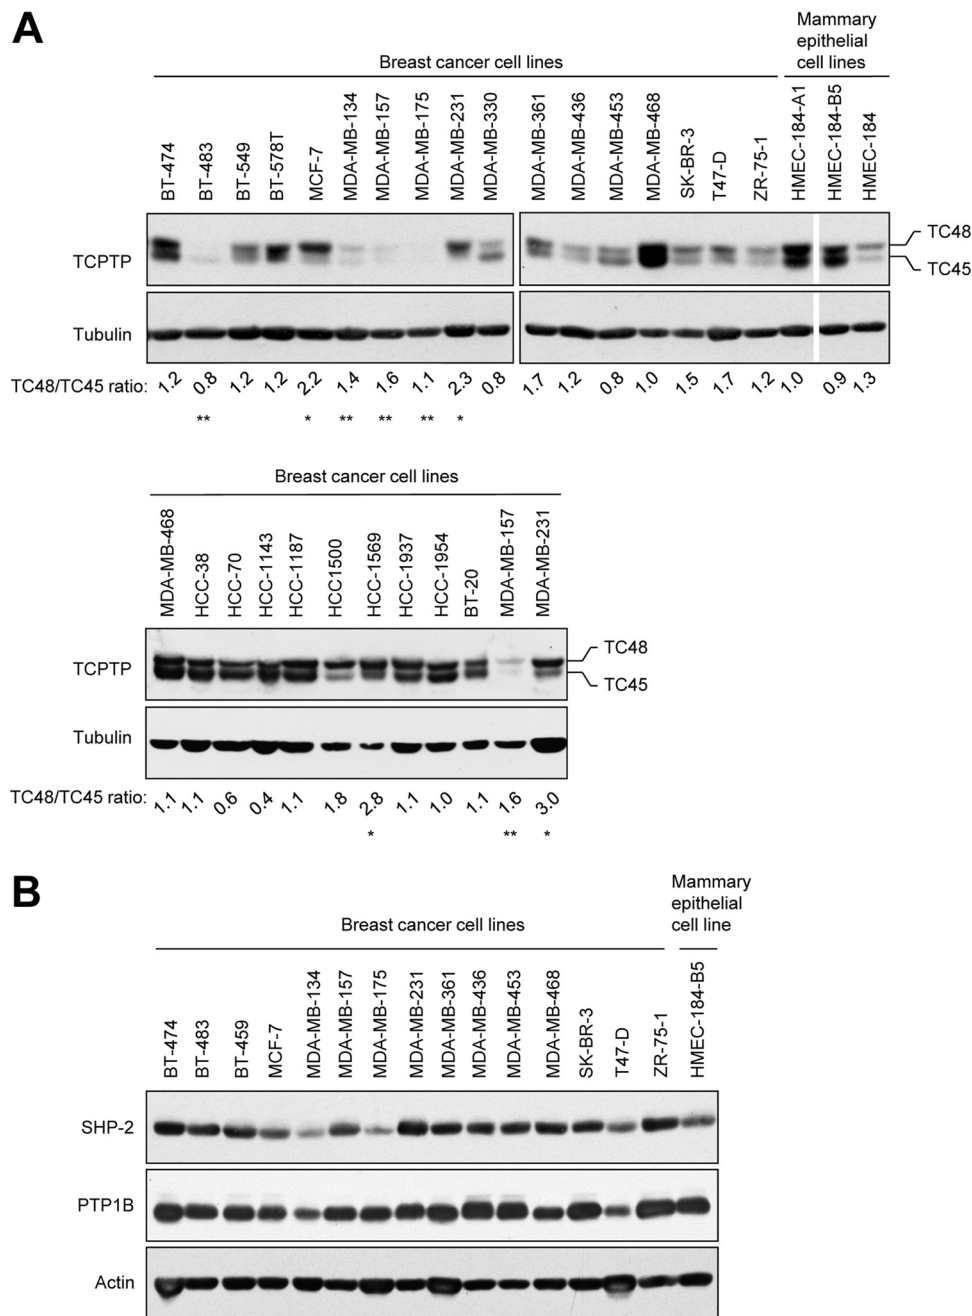 A
Breast cancer cell lines
Mammary
epithelial
cell lines
BT-474
BT-483
BT-549
BT-578T
MCF-7
MDA-MB-134
MDA-MB-157
MDA-MB-175
MDA-MB-231
MDA-MB-330
MDA-MB-361
MDA-MB-436
MDA-MB-453
MDA-MB-468
SK-BR-3
T47-D
ZR-75-1
HMEC-184-A1
HMEC-184-B5
HMEC-184
TCPTP
TC48
TC45
Tubulin
TC48/TC45 ratio: 1.2 0.8 1.2 1.2 2.2 1.4 1.6 1.1 2.3 0.8 1.7 1.2 0.8 1.0 1.5 1.7 1.2 1.0 0.9 1.3
** * ** ** ** *
Breast cancer cell lines
MDA-MB-468
HCC-38
HCC-70
HCC-1143
HCC-1187
HCC1500
HCC-1569
HCC-1937
HCC-1954
BT-20
MDA-MB-157
MDA-MB-231
TCPTP
TC48
TC45
Tubulin
TC48/TC45 ratio: 1.1 1.1 0.6 0.4 1.1 1.8 2.8 1.1 1.0 1.1 1.6 3.0
* ** *
B
Breast cancer cell lines
Mammary
epithelial
cell line
BT-474
BT-483
BT-459
MCF-7
MDA-MB-134
MDA-MB-157
MDA-MB-175
MDA-MB-231
MDA-MB-361
MDA-MB-436
MDA-MB-453
MDA-MB-468
SK-BR-3
T47-D
ZR-75-1
HMEC-184-B5
SHP-2
PTP1B
Actin